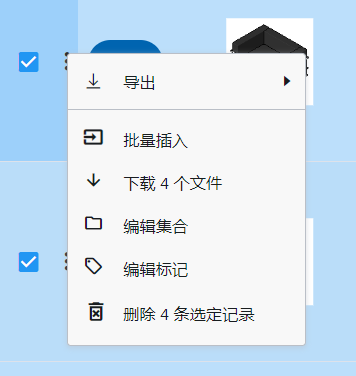 导出
批量插入
下载 4 个文件
编辑集合
编辑标记
删除 4 条选定记录